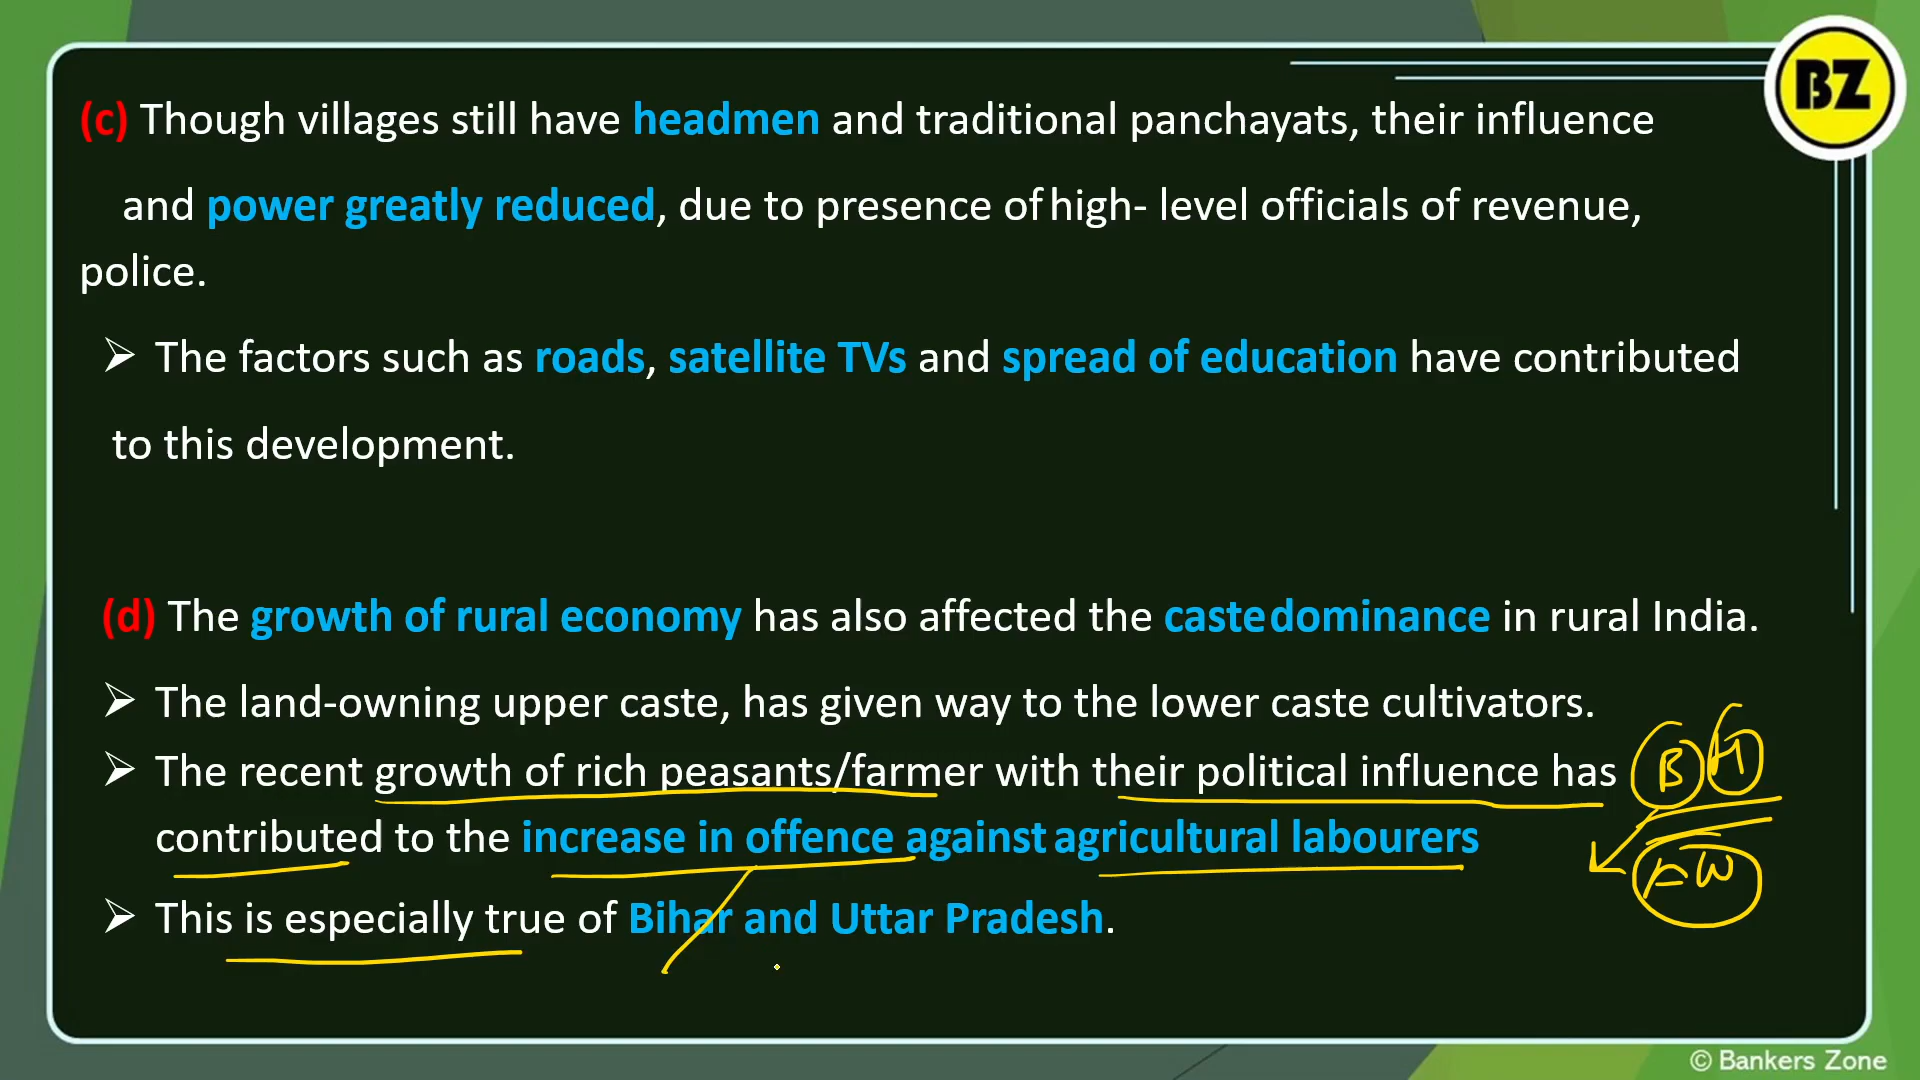 BZ
(c) Though villages still have headmen and traditional panchayats, their influence
and power greatly reduced, due to presence of high- level officials of revenue,
police.
➢ The factors such as roads, satellite TVs and spread of education have contributed
to this development.
(d) The growth of rural economy has also affected the caste dominance in rural India.
➢ The land-owning upper caste, has given way to the lower caste cultivators.
➢ The recent growth of rich peasants/farmer with their political influence has
contributed to the increase in offence against agricultural labourers
➢ This is especially true of Bihar and Uttar Pradesh.
© Bankers Zone